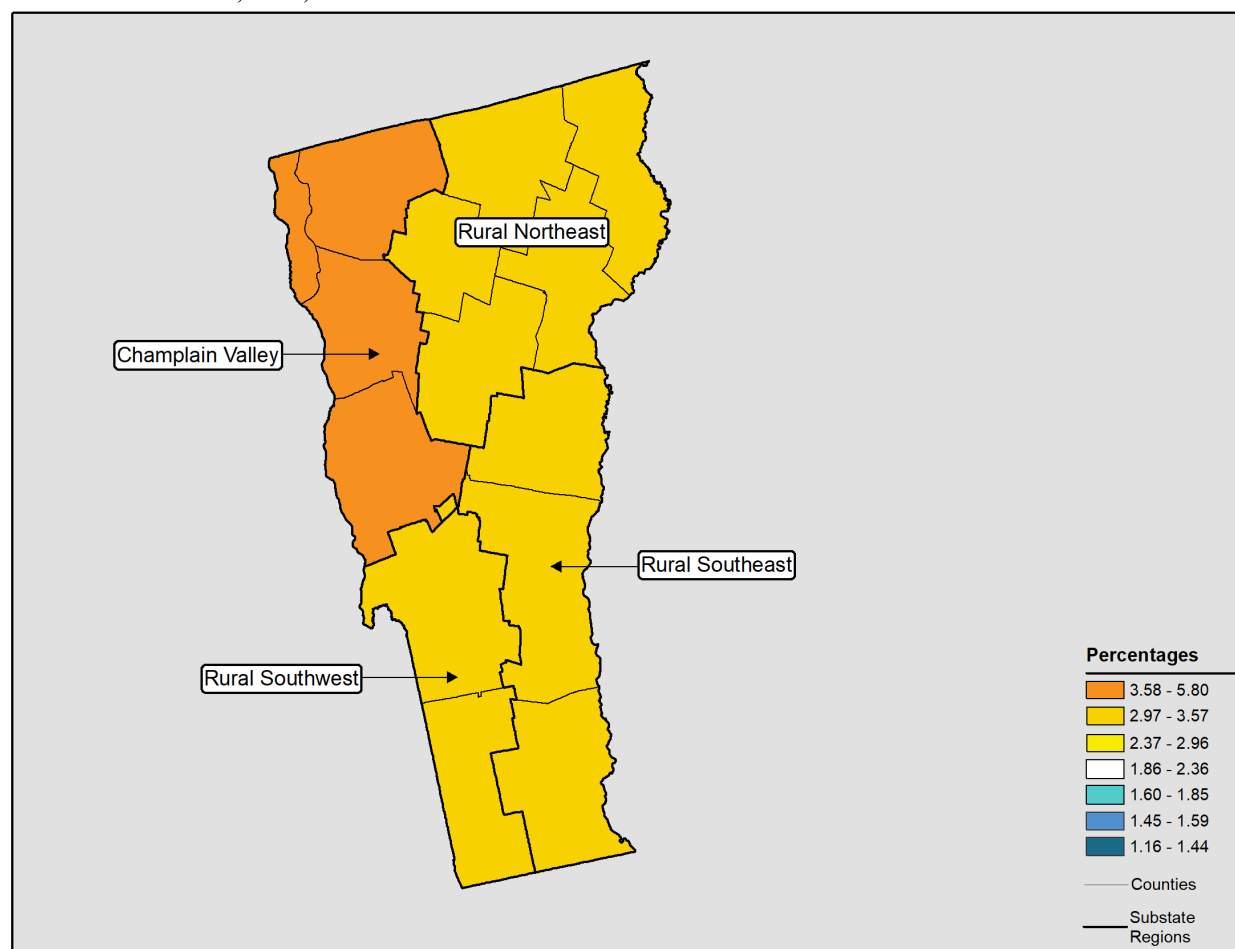 Rural Northeast
Champlain Valley
Rural Southeast
Rural Southwest
Percentages
3.58 - 5.80
2.97 - 3.57
2.37 - 2.96
1.86 - 2.36
1.60 - 1.85
1.45 - 1.59
1.16 - 1.44
Counties
Substate
Regions